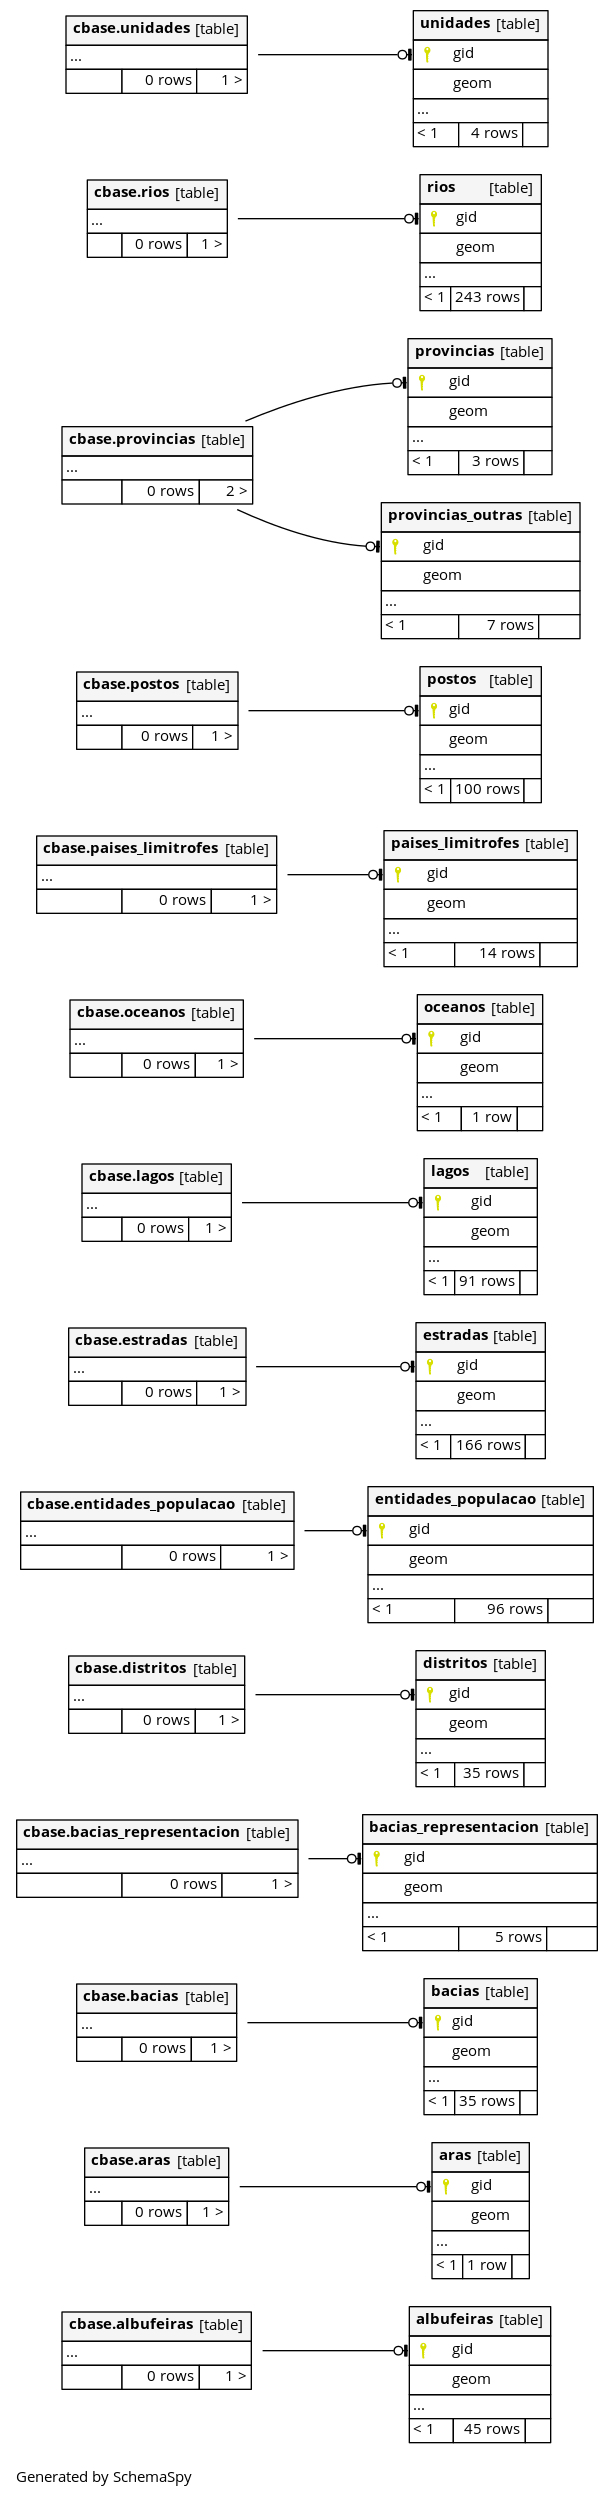 cbase.unidades [table]
...
0 rows 1 >
unidades [table]
gid
geom
...
< 1 4 rows
cbase.rios [table]
...
0 rows 1 >
rios [table]
gid
geom
...
< 1 243 rows
cbase.provincias [table]
...
0 rows 2 >
provincias [table]
gid
geom
...
< 1 3 rows
provincias_outras [table]
gid
geom
...
< 1 7 rows
cbase.postos [table]
...
0 rows 1 >
postos [table]
gid
geom
...
< 1 100 rows
cbase.paises_limitrofes [table]
...
0 rows 1 >
paises_limitrofes [table]
gid
geom
...
< 1 14 rows
cbase.oceanos [table]
...
0 rows 1 >
oceanos [table]
gid
geom
...
< 1 1 row
cbase.lagos [table]
...
0 rows 1 >
lagos [table]
gid
geom
...
< 1 91 rows
cbase.estradas [table]
...
0 rows 1 >
estradas [table]
gid
geom
...
< 1 166 rows
cbase.entidades_populacao [table]
...
0 rows 1 >
entidades_populacao [table]
gid
geom
...
< 1 96 rows
cbase.distritos [table]
...
0 rows 1 >
distritos [table]
gid
geom
...
< 1 35 rows
cbase.bacias_representacion [table]
...
0 rows 1 >
bacias_representacion [table]
gid
geom
...
< 1 5 rows
cbase.bacias [table]
...
0 rows 1 >
bacias [table]
gid
geom
...
< 1 35 rows
cbase.aras [table]
...
0 rows 1 >
aras [table]
gid
geom
...
< 1 1 row
cbase.albufeiras [table]
...
0 rows 1 >
albufeiras [table]
gid
geom
...
< 1 45 rows
Generated by SchemaSpy